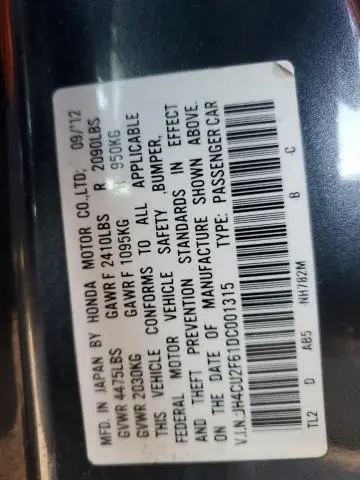 MFD. IN JAPAN BY HONDA MOTOR CO.,LTD. 09/'12
GVWR 4475LBS GAWR F 2410LBS R 2090LBS
GVWR 2030KG GAWR F 1095KG R 950KG
THIS VEHICLE CONFORMS TO ALL APPLICABLE
FEDERAL MOTOR VEHICLE SAFETY ,BUMPER,
AND THEFT PREVENTION STANDARDS IN EFFECT
ON THE DATE OF MANUFACTURE SHOWN ABOVE.
V.I.N.:JH4CU2F61DC001315 TYPE: PASSENGER CAR
TL2 D AB5 NH782M B C